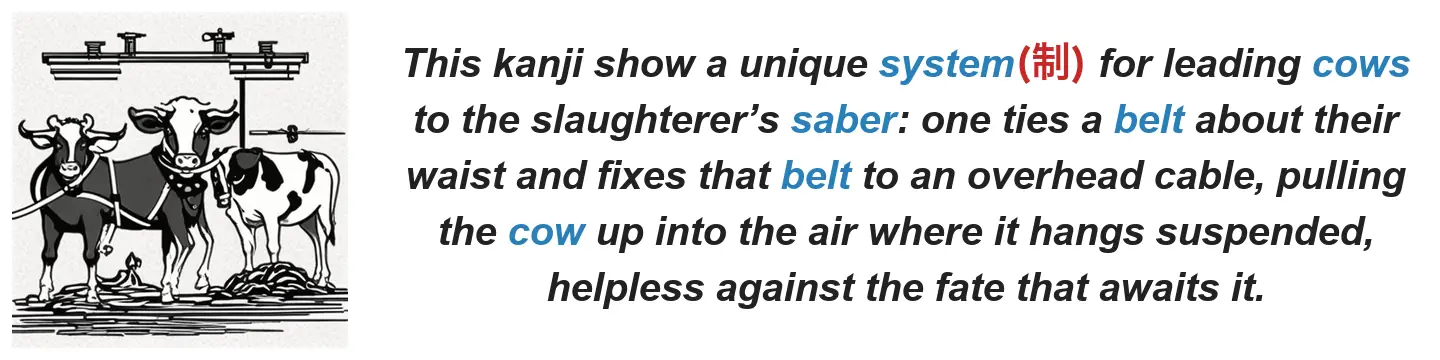 This kanji show a unique system(制) for leading cows
to the slaughterer’s saber: one ties a belt about their
waist and fixes that belt to an overhead cable, pulling
the cow up into the air where it hangs suspended,
helpless against the fate that awaits it.